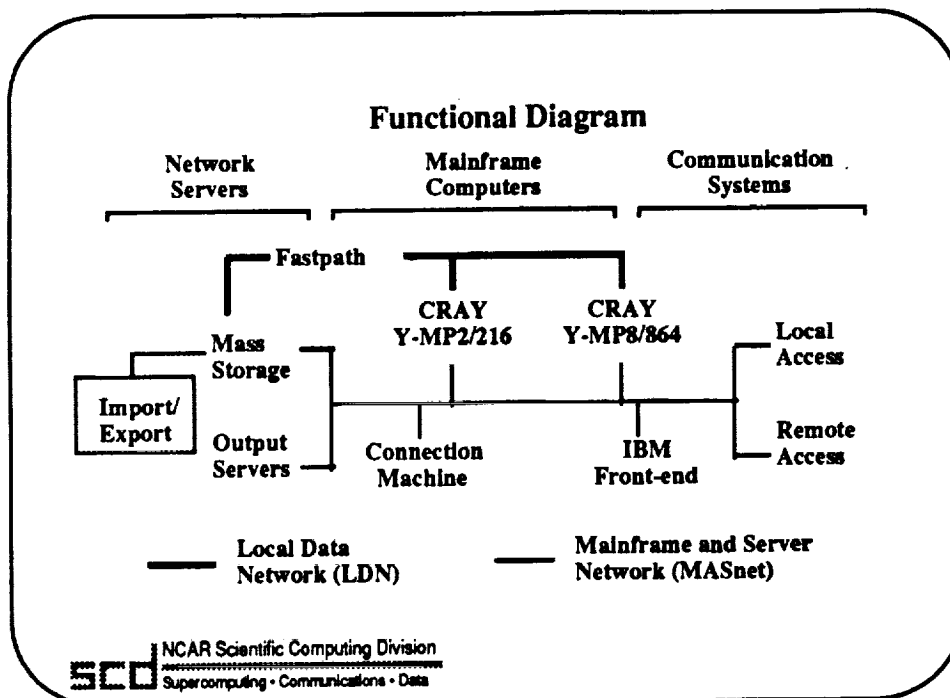 Functional Diagram
Network
Servers
Mainframe
Computers
Communication
Systems
Fastpath
CRAY
Y-MP2/216
CRAY
Y-MP8/864
Mass
Storage
Local
Access
Import/
Export
Output
Servers
Connection
Machine
IBM
Front-end
Remote
Access
Local Data
Network (LDN)
Mainframe and Server
Network (MASnet)
scd
NCAR Scientific Computing Division
Supercomputing • Communications • Data